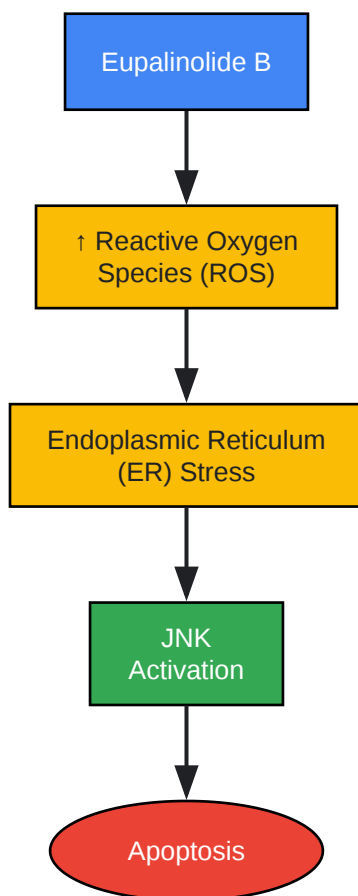 Eupalinolide B
↑ Reactive Oxygen
Species (ROS)
Endoplasmic Reticulum
(ER) Stress
JNK
Activation
Apoptosis